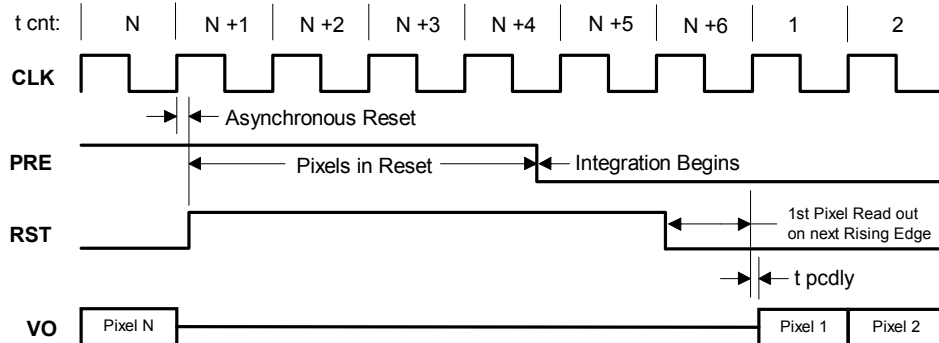 t cnt: N N +1 N +2 N +3 N +4 N +5 N +6 1 2
CLK
Asynchronous Reset
PRE
Pixels in Reset
Integration Begins
RST
1st Pixel Read out
on next Rising Edge
t pcdly
VO
Pixel N
Pixel 1
Pixel 2